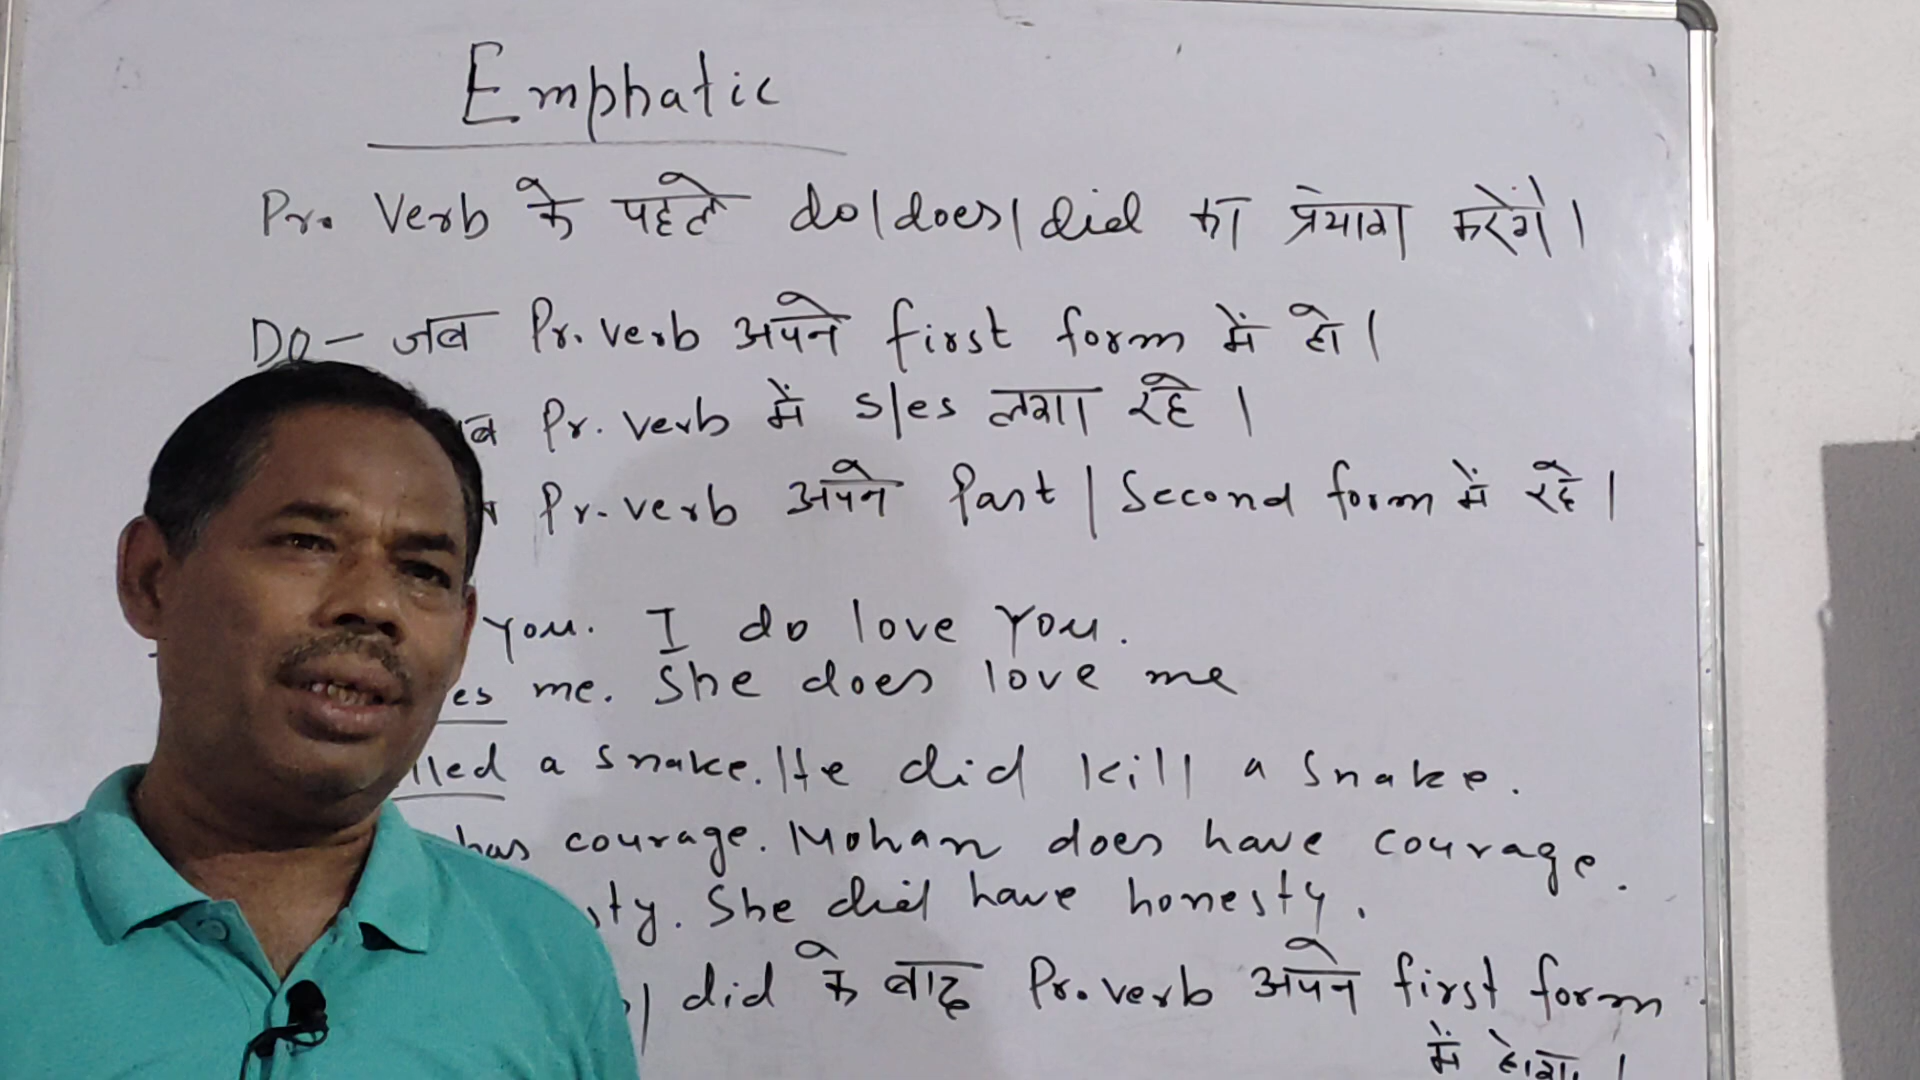 Emphatic
Pr. Verb के पहले do/does/did का प्रयोग करेंगे।
DO- जब Pr. verb अपने first form में हो।
Pr. verb में s/es लगा रहे।
Pr. verb अपने Past/Second form में रहे।
you. I do love you.
me. She does love me
a snake. He did kill a snake.
has courage. Mohan does have courage.
She did have honesty.
did के बाद Pr. verb अपने first form
में होगा।